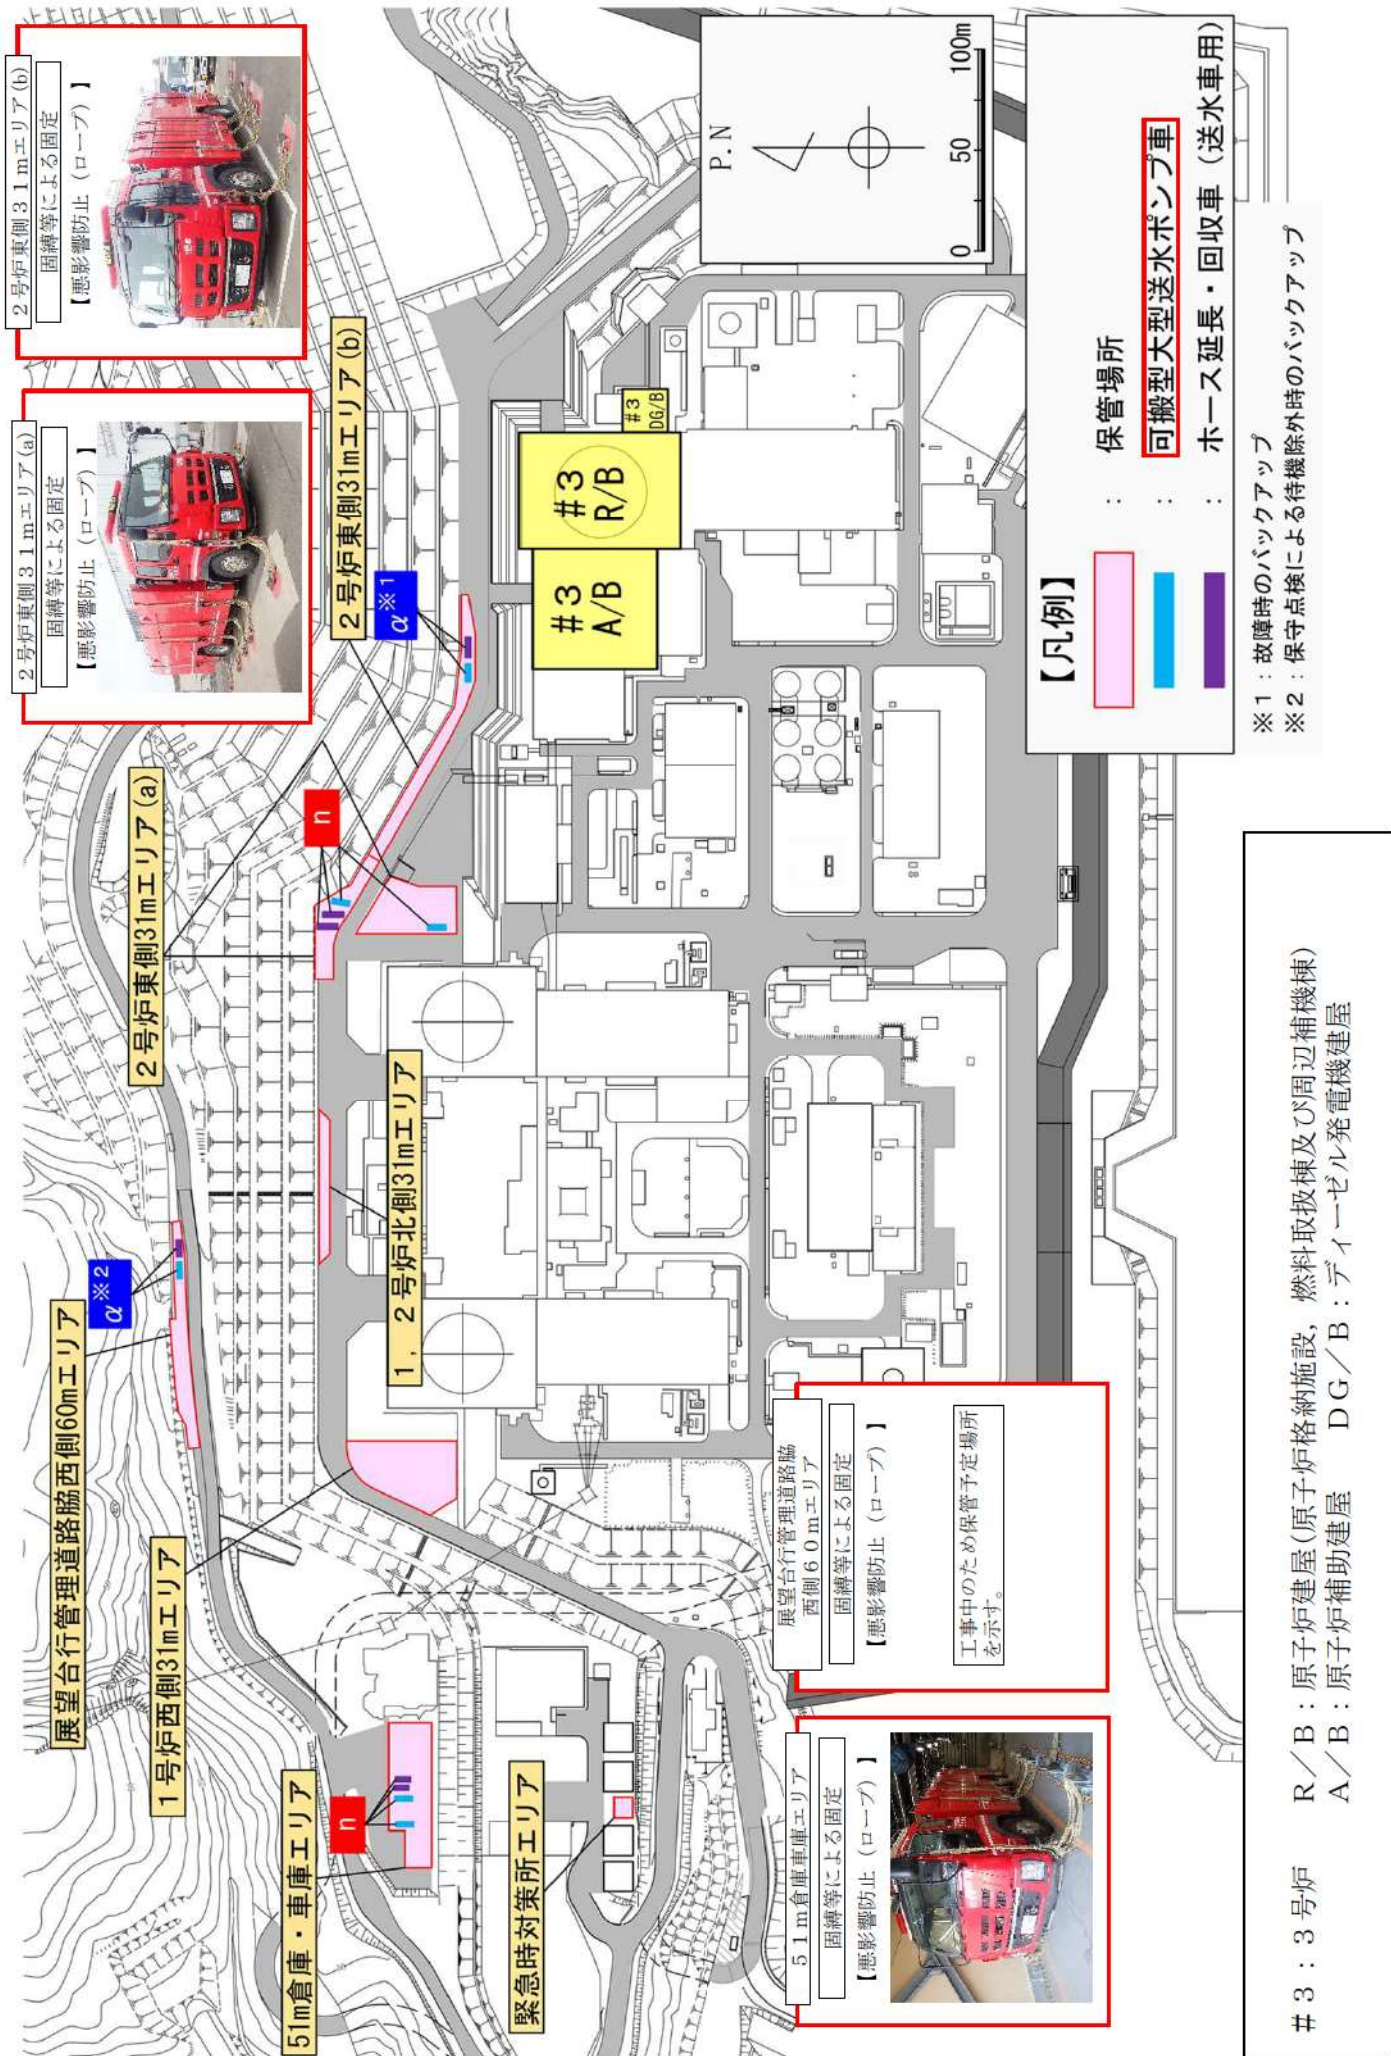 2号炉東側31mエリア(a)
固縛等による固定
【悪影響防止（ロープ）】
2号炉東側31mエリア(b)
固縛等による固定
【悪影響防止（ロープ）】
展望台行管理道路脇西側60mエリア
α※2
1号炉西側31mエリア
2号炉東側31mエリア(a)
n
2号炉東側31mエリア(b)
α※1
51m倉庫・車庫エリア
n
1，2号炉北側31mエリア
緊急時対策所エリア
#3
A/B
#3
R/B
#3
DG/B
P.N
0 50 100m
51m倉庫車庫エリア
固縛等による固定
【悪影響防止（ロープ）】
展望台行管理道路脇
西側60mエリア
固縛等による固定
【悪影響防止（ロープ）】
工事中のため保管予定場所
を示す。
【凡例】
：保管場所
：可搬型大型送水ポンプ車
：ホース延長・回収車（送水車用）
※1：故障時のバックアップ
※2：保守点検による待機除外時のバックアップ
#3：3号炉　R／B：原子炉建屋(原子炉格納施設，燃料取扱棟及び周辺補機棟)
A／B：原子炉補助建屋　DG／B：ディーゼル発電機建屋